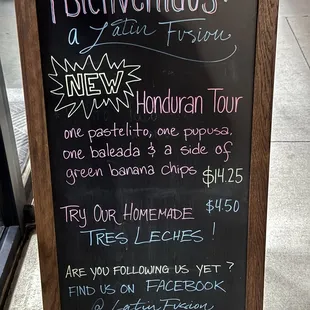 ¡Bienvenidos!
a Latin Fusion
NEW
Honduran Tour
one pastelito, one pupusa,
one baleada & a side of
green banana chips $14.25
TRY OUR HOMEMADE $4.50
TRES LECHES!
ARE YOU FOLLOWING US YET?
FIND US ON FACEBOOK
@ Latin Fusion